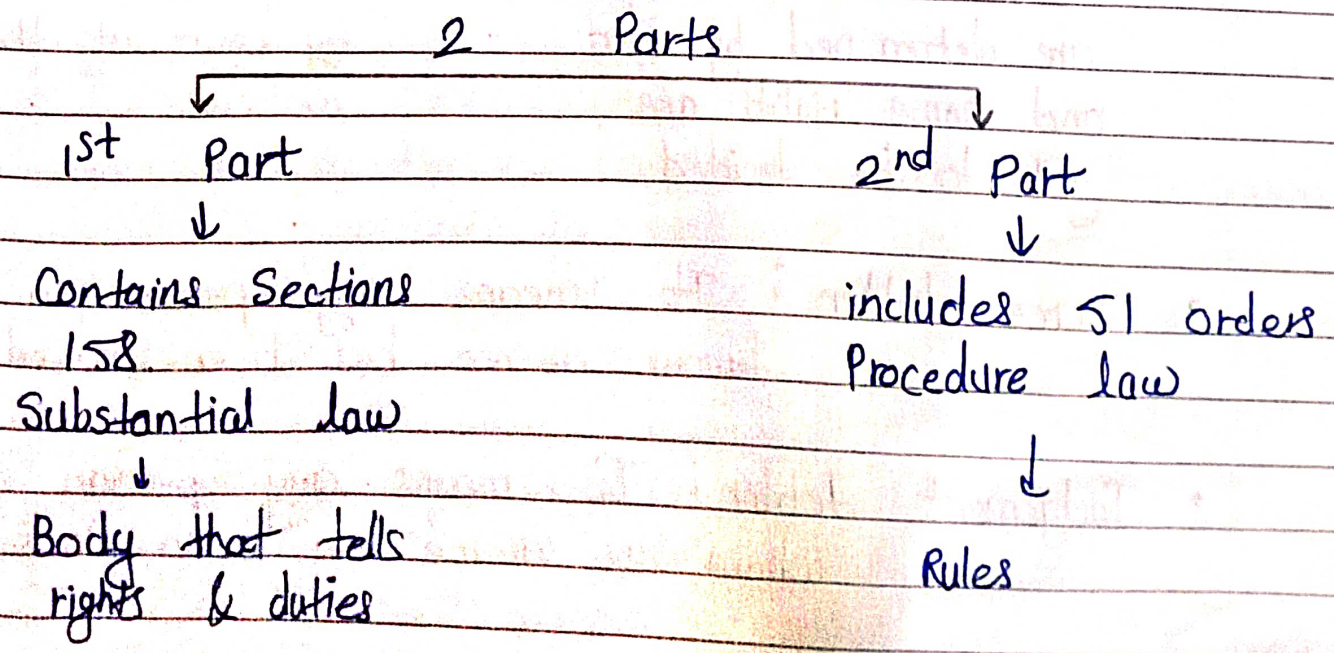 2 Parts
1st Part
2nd Part
Contains Sections
158.
Substantial law
includes 51 orders
Procedure law
Body that tells
rights & duties
Rules